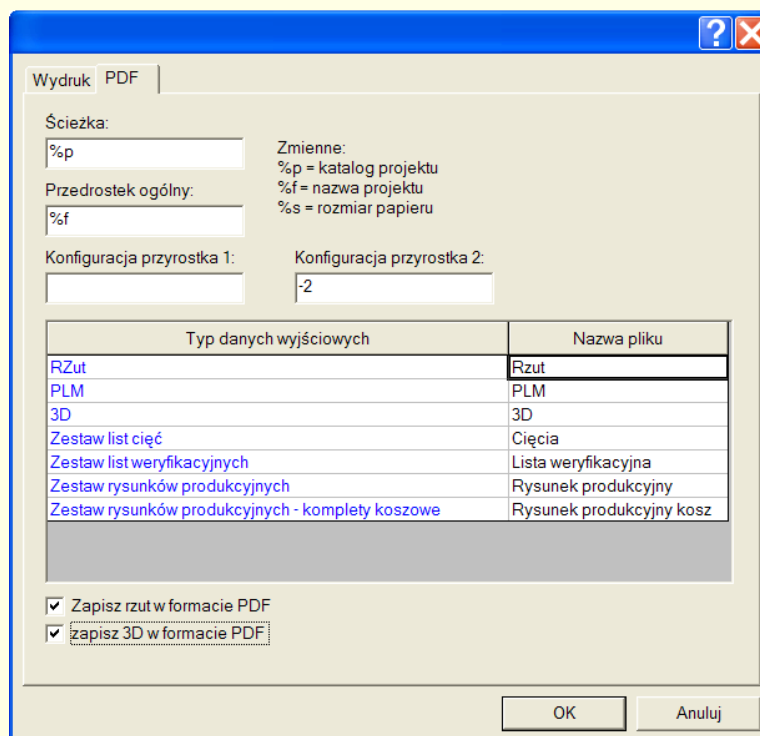 Wydruk PDF
Ścieżka:
%p
Zmienne:
%p = katalog projektu
%f = nazwa projektu
%s = rozmiar papieru
Przedrostek ogólny:
%f
Konfiguracja przyrostka 1: Konfiguracja przyrostka 2:
-2
Typ danych wyjściowych Nazwa pliku
RZut Rzut
PLM PLM
3D 3D
Zestaw list cięć Cięcia
Zestaw list weryfikacyjnych Lista weryfikacyjna
Zestaw rysunków produkcyjnych Rysunek produkcyjny
Zestaw rysunków produkcyjnych - komplety koszowe Rysunek produkcyjny kosz
Zapisz rzut w formacie PDF
zapisz 3D w formacie PDF
OK Anuluj